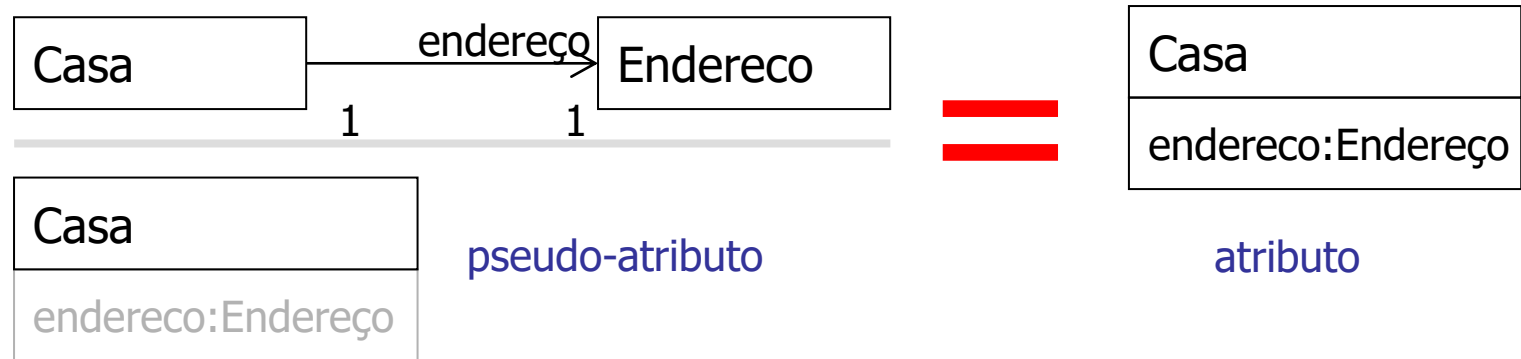 Casa
endereço
Endereco
1
1
Casa
endereco:Endereço
pseudo-atributo
Casa
endereco:Endereço
atributo